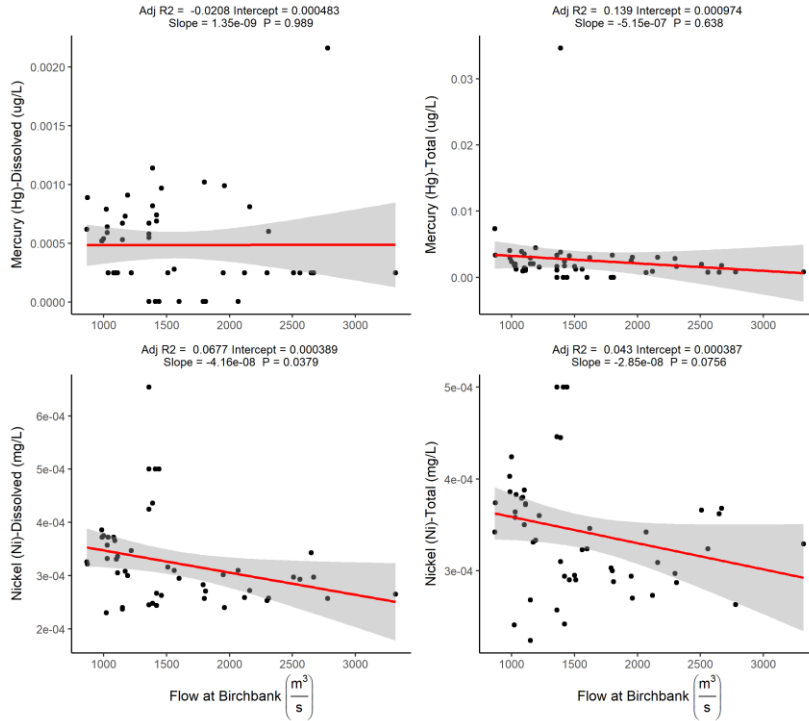 Adj R2 = -0.0208 Intercept = 0.000483
Slope = 1.35e-09 P = 0.989
Mercury (Hg)-Dissolved (ug/L)
0.0020
0.0015
0.0010
0.0005
0.0000
1000 1500 2000 2500 3000
Adj R2 = 0.139 Intercept = 0.000974
Slope = -5.15e-07 P = 0.638
Mercury (Hg)-Total (ug/L)
0.03
0.02
0.01
0.00
1000 1500 2000 2500 3000
Adj R2 = 0.0677 Intercept = 0.000389
Slope = -4.16e-08 P = 0.0379
Nickel (Ni)-Dissolved (mg/L)
6e-04
5e-04
4e-04
3e-04
2e-04
1000 1500 2000 2500 3000
Flow at Birchbank (m³/s)
Adj R2 = 0.043 Intercept = 0.000387
Slope = -2.85e-08 P = 0.0756
Nickel (Ni)-Total (mg/L)
5e-04
4e-04
3e-04
1000 1500 2000 2500 3000
Flow at Birchbank (m³/s)